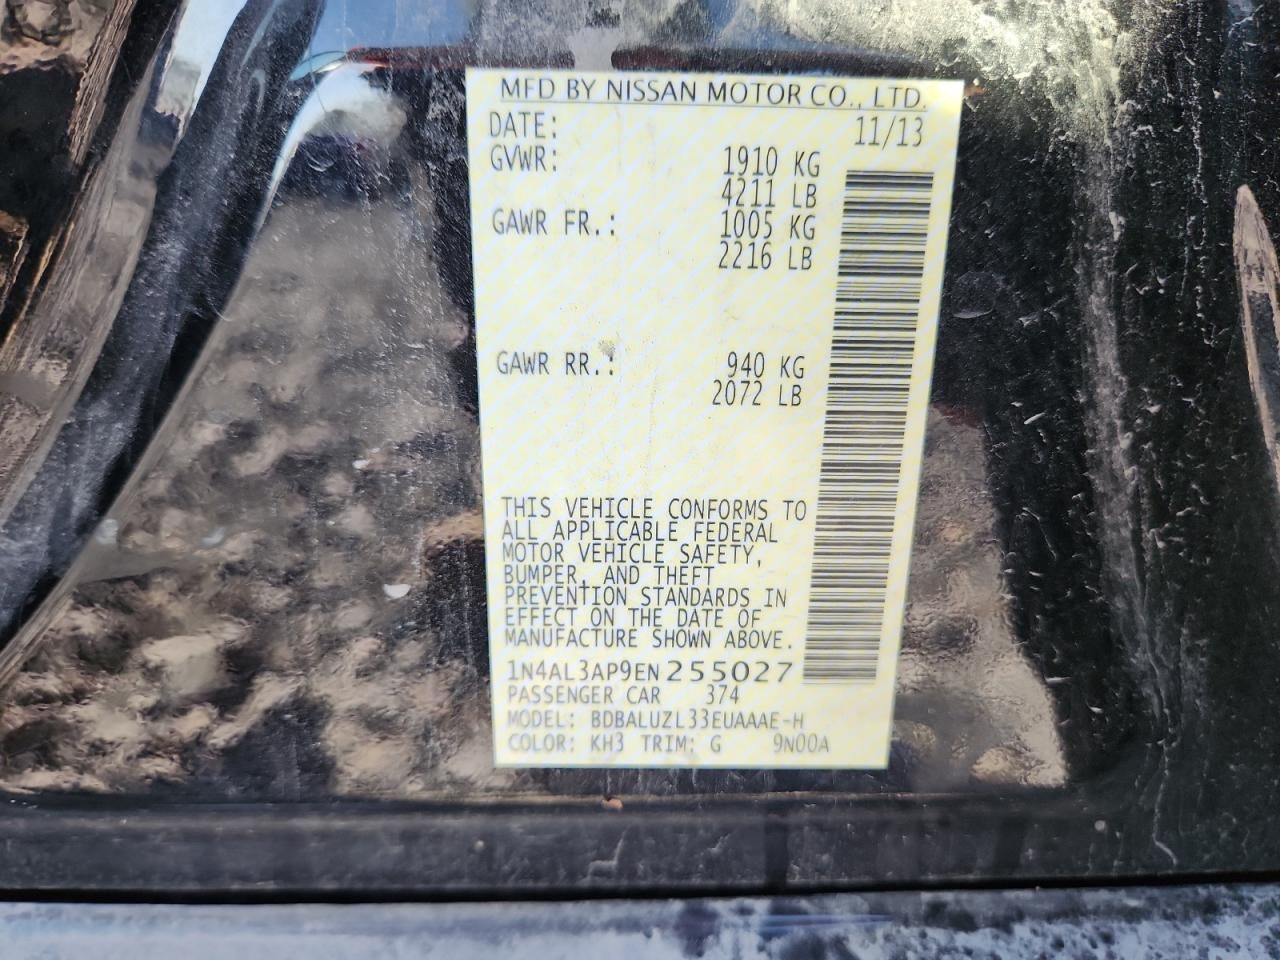 MFD BY NISSAN MOTOR CO., LTD.
DATE: 11/13
GVWR: 1910 KG
4211 LB
GAWR FR.: 1005 KG
2216 LB
GAWR RR.: 940 KG
2072 LB
THIS VEHICLE CONFORMS TO
ALL APPLICABLE FEDERAL
MOTOR VEHICLE SAFETY,
BUMPER, AND THEFT
PREVENTION STANDARDS IN
EFFECT ON THE DATE OF
MANUFACTURE SHOWN ABOVE.
1N4AL3AP9EN255027
PASSENGER CAR 374
MODEL: BDBALUZL33EUAAAE-H
COLOR: KH3 TRIM: G 9N00A